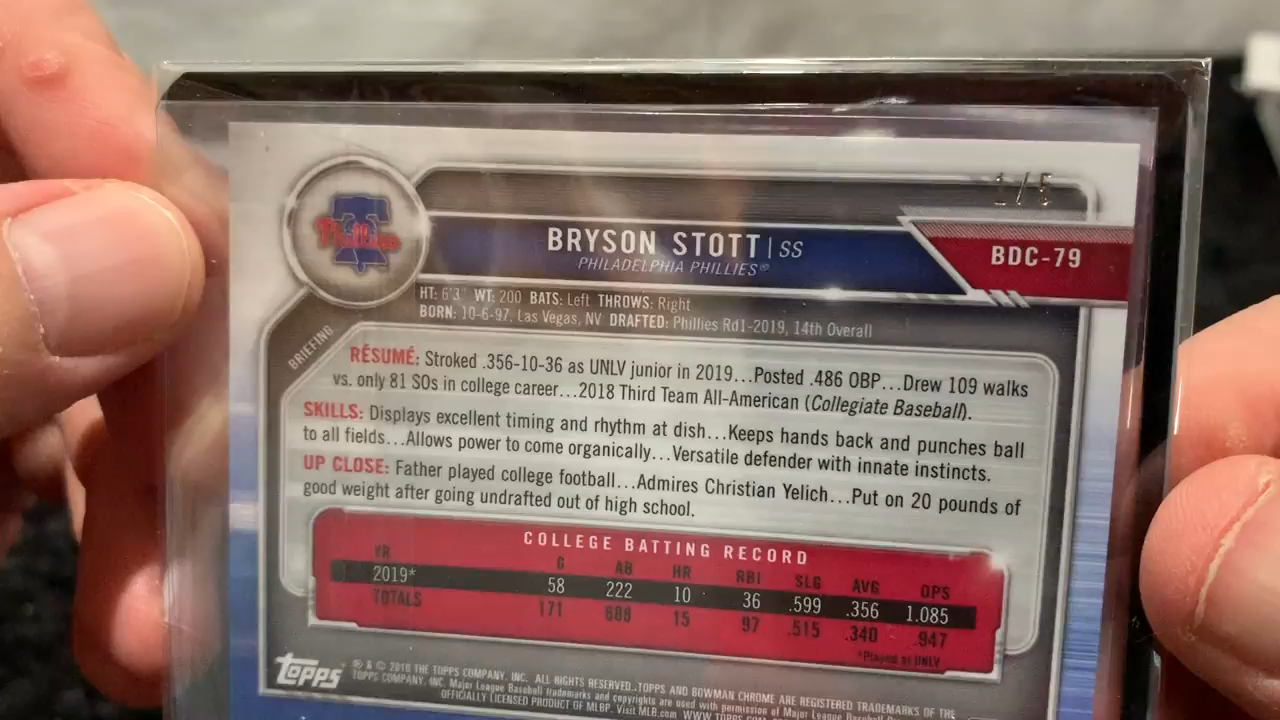 1/5
Phillies
BRYSON STOTT | SS
BDC-79
PHILADELPHIA PHILLIES®
HT: 6'3" WT: 200 BATS: Left THROWS: Right
BORN: 10-6-97, Las Vegas, NV DRAFTED: Phillies Rd1-2019, 14th Overall
BRIEFING
RÉSUMÉ: Stroked .356-10-36 as UNLV junior in 2019...Posted .486 OBP...Drew 109 walks
vs. only 81 SOs in college career...2018 Third Team All-American (Collegiate Baseball).
SKILLS: Displays excellent timing and rhythm at dish...Keeps hands back and punches ball
to all fields...Allows power to come organically...Versatile defender with innate instincts.
UP CLOSE: Father played college football...Admires Christian Yelich...Put on 20 pounds of
good weight after going undrafted out of high school.
COLLEGE BATTING RECORD
YR G AB HR RBI SLG AVG OPS
2019* 58 222 10 36 .599 .356 1.085
TOTALS 171 688 15 97 .515 .340 .947
*Played at UNLV
topps ® & © 2019 THE TOPPS COMPANY, INC. ALL RIGHTS RESERVED. TOPPS AND BOWMAN CHROME ARE REGISTERED TRADEMARKS OF THE
TOPPS COMPANY, INC. Major League Baseball trademarks and copyrights are used with permission of Major League Baseball
OFFICIALLY LICENSED PRODUCT OF MLBP. Visit MLB.com WWW.TOPPS.COM